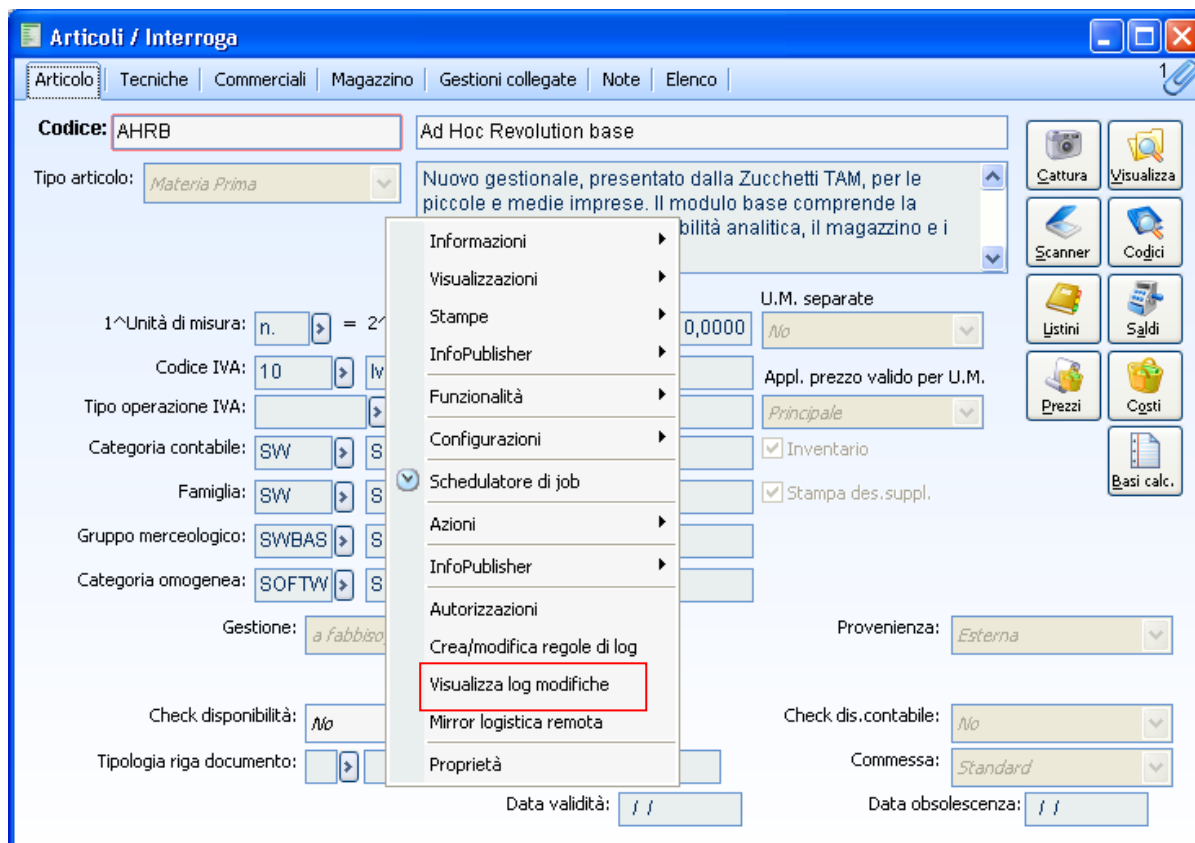 Articoli / Interroga
Articolo Tecniche Commerciali Magazzino Gestioni collegate Note Elenco 1
Codice: AHRB Ad Hoc Revolution base
Tipo articolo: Materia Prima
Nuovo gestionale, presentato dalla Zucchetti TAM, per le
piccole e medie imprese. Il modulo base comprende la
bilità analitica, il magazzino e i
Cattura Visualizza
Scanner Codici
Listini Saldi
Prezzi Costi
Basi calc.
Informazioni
Visualizzazioni
Stampe
InfoPublisher
Funzionalità
Configurazioni
Schedulatore di job
Azioni
InfoPublisher
Autorizzazioni
Crea/modifica regole di log
Visualizza log modifiche
Mirror logistica remota
Proprietà
1^Unità di misura: n. = 2^ 0,0000
U.M. separate
No
Codice IVA: 10 Iv
Appl. prezzo valido per U.M.
Tipo operazione IVA: Principale
Categoria contabile: SW S Inventario
Famiglia: SW S Stampa des.suppl.
Gruppo merceologico: SWBAS S
Categoria omogenea: SOFTW S
Gestione: a fabbiso Provenienza: Esterna
Check disponibilità: No Check dis.contabile: No
Tipologia riga documento: Commessa: Standard
Data validità: / / Data obsolescenza: / /